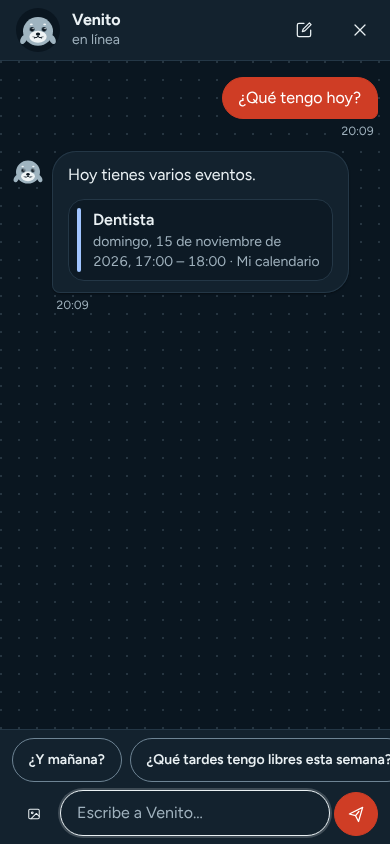 Venito
en línea
¿Qué tengo hoy?
20:09
Hoy tienes varios eventos.
Dentista
domingo, 15 de noviembre de
2026, 17:00 – 18:00 · Mi calendario
20:09
¿Y mañana?
¿Qué tardes tengo libres esta semana?
Escribe a Venito...